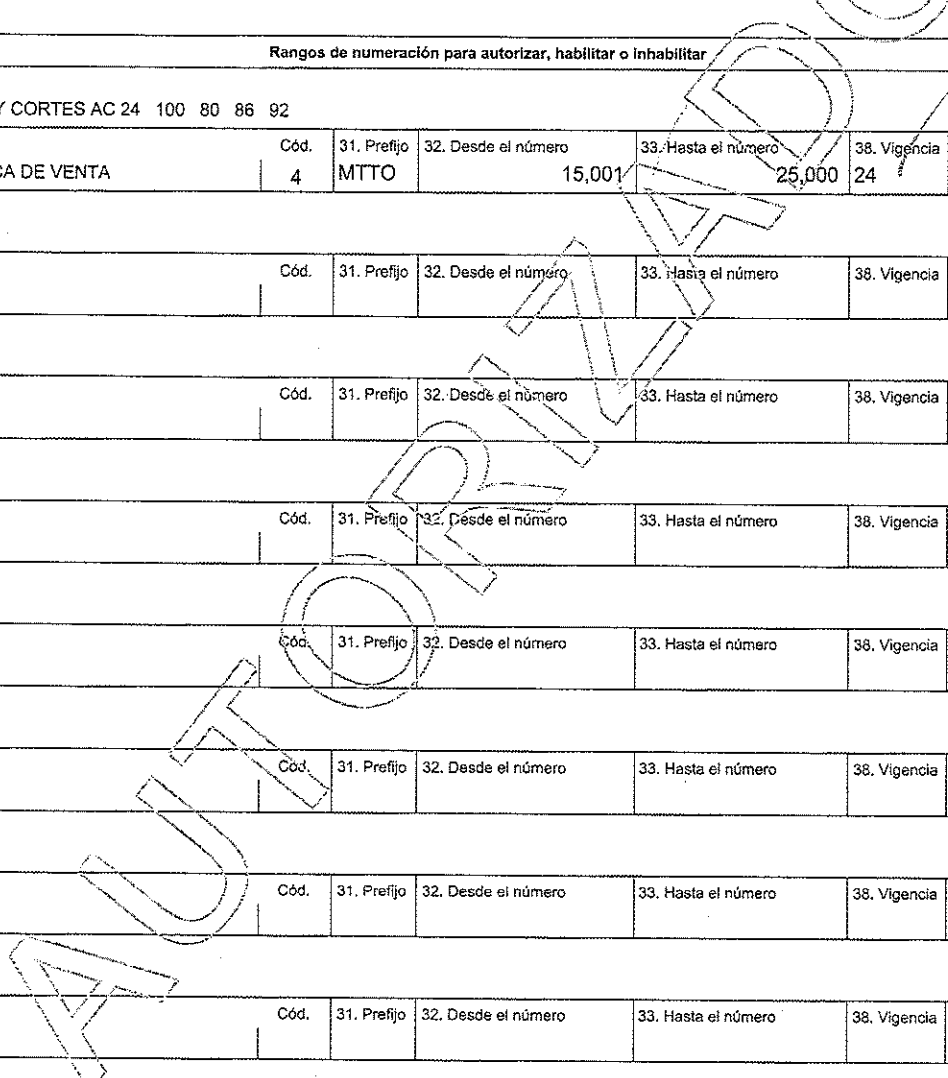 Rangos de numeración para autorizar, habilitar o inhabilitar
Y CORTES AC 24 100 80 86 92
Cód. 31. Prefijo 32. Desde el número 33. Hasta el número 38. Vigencia
CA DE VENTA 4 MTTO 15,001 25,000 24
Cód. 31. Prefijo 32. Desde el número 33. Hasta el número 38. Vigencia
Cód. 31. Prefijo 32. Desde el número 33. Hasta el número 38. Vigencia
Cód. 31. Prefijo 32. Desde el número 33. Hasta el número 38. Vigencia
Cód. 31. Prefijo 32. Desde el número 33. Hasta el número 38. Vigencia
Cód. 31. Prefijo 32. Desde el número 33. Hasta el número 38. Vigencia
Cód. 31. Prefijo 32. Desde el número 33. Hasta el número 38. Vigencia
Cód. 31. Prefijo 32. Desde el número 33. Hasta el número 38. Vigencia
AUTORIZADO